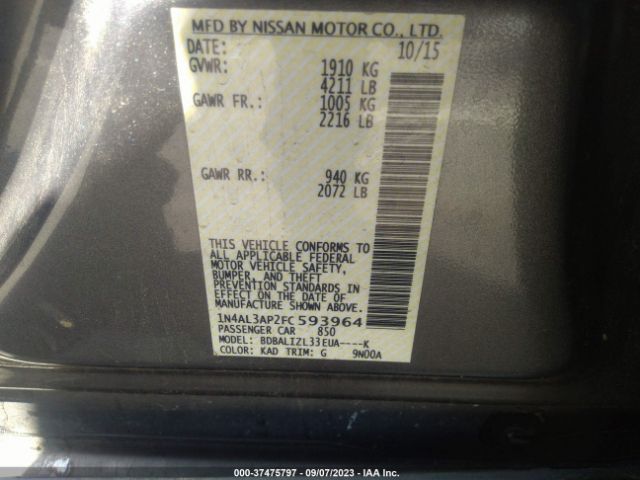 MFD BY NISSAN MOTOR CO., LTD.
DATE: 10/15
GVWR: 1910 KG
4211 LB
GAWR FR.: 1005 KG
2216 LB
GAWR RR.: 940 KG
2072 LB
THIS VEHICLE CONFORMS TO
ALL APPLICABLE FEDERAL
MOTOR VEHICLE SAFETY,
BUMPER, AND THEFT
PREVENTION STANDARDS IN
EFFECT ON THE DATE OF
MANUFACTURE SHOWN ABOVE.
1N4AL3AP2FC593964
PASSENGER CAR 850
MODEL: BDBALIZL33EUA----K
COLOR: KAD TRIM: G 9N00A
000-37475797 - 09/07/2023 - IAA Inc.